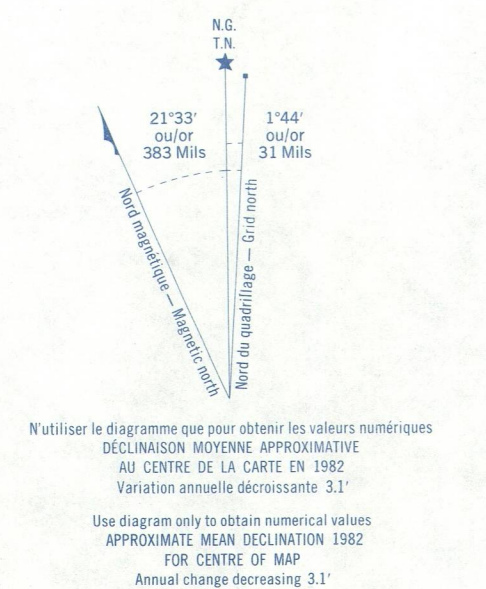 N.G.
T.N.
21°33′
ou/or
383 Mils
1°44′
ou/or
31 Mils
Nord magnétique — Magnetic north
Nord du quadrillage — Grid north
N'utiliser le diagramme que pour obtenir les valeurs numériques
DÉCLINAISON MOYENNE APPROXIMATIVE
AU CENTRE DE LA CARTE EN 1982
Variation annuelle décroissante 3.1′
Use diagram only to obtain numerical values
APPROXIMATE MEAN DECLINATION 1982
FOR CENTRE OF MAP
Annual change decreasing 3.1′